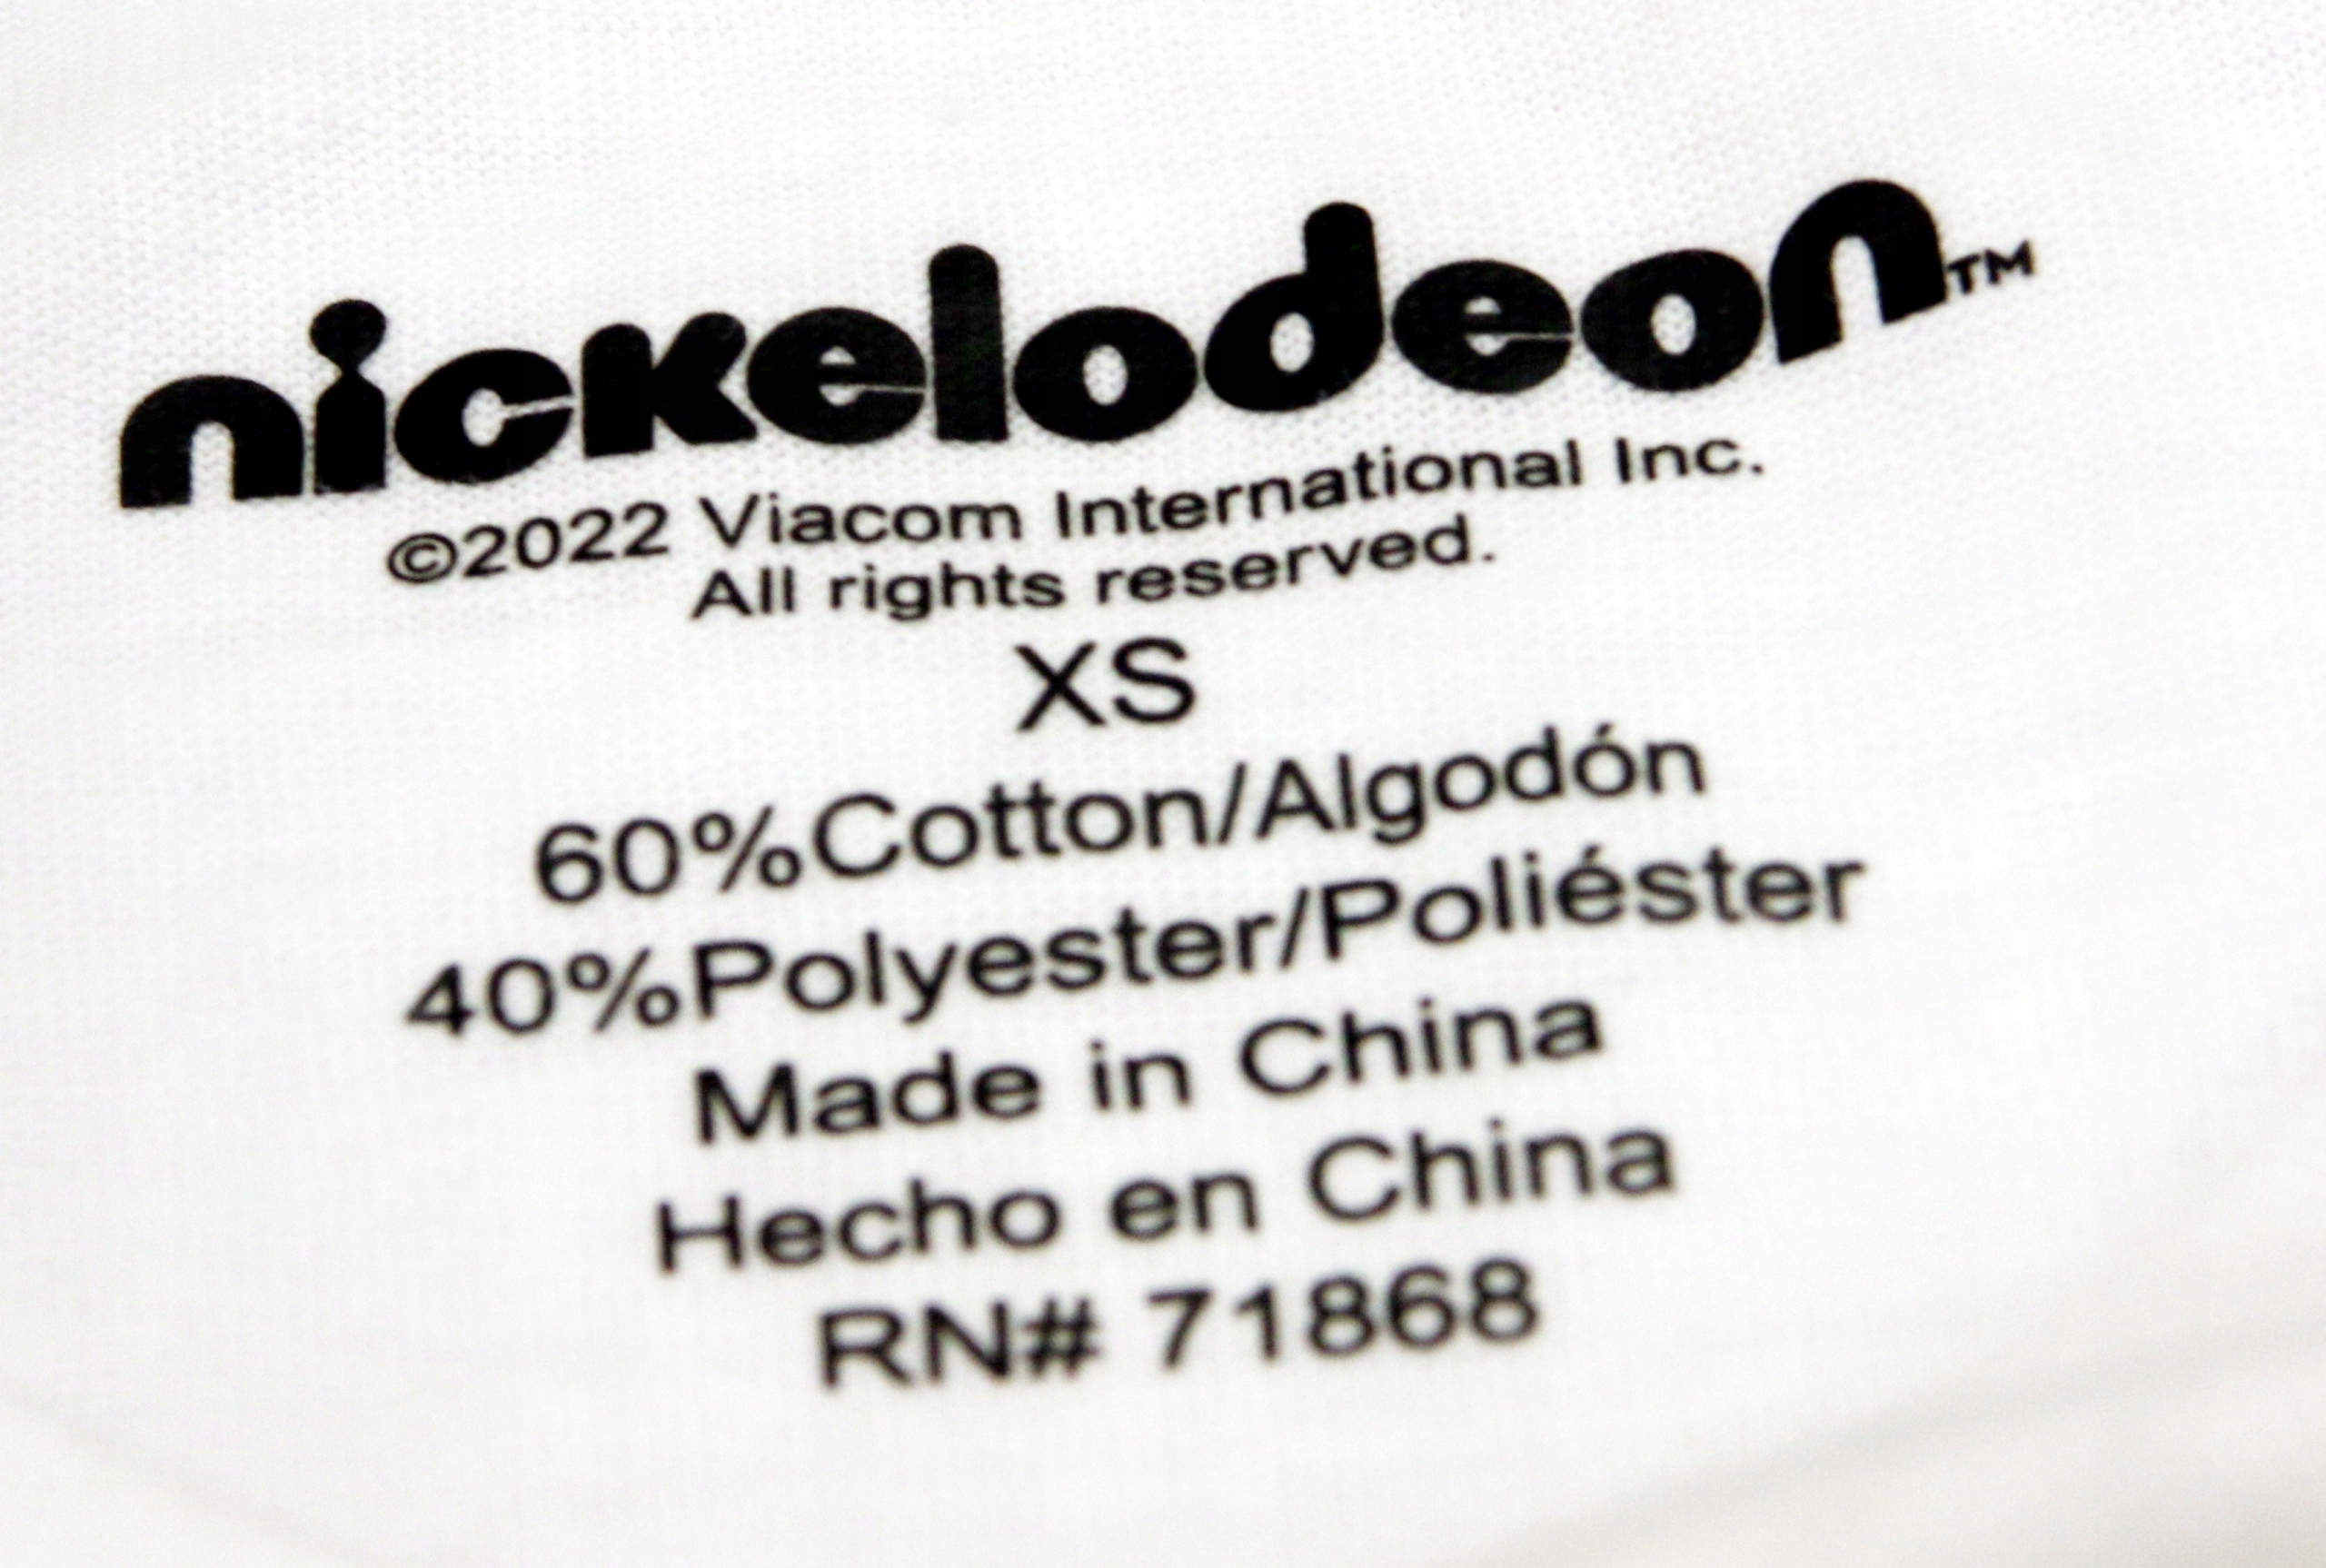 nickelodeon™
©2022 Viacom International Inc.
All rights reserved.
XS
60%Cotton/Algodón
40%Polyester/Poliéster
Made in China
Hecho en China
RN# 71868